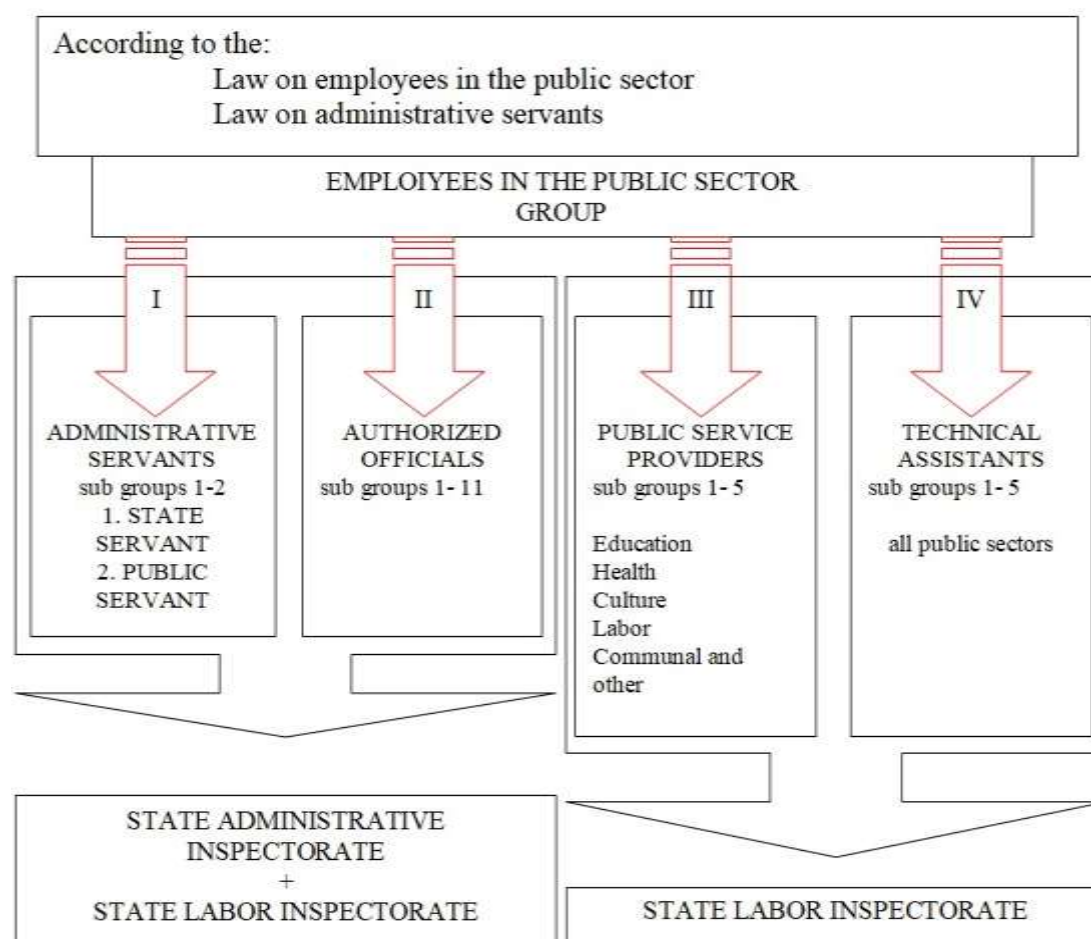 According to the:
Law on employees in the public sector
Law on administrative servants
EMPLOIYEES IN THE PUBLIC SECTOR
GROUP
I
ADMINISTRATIVE
SERVANTS
sub groups 1-2
1. STATE
SERVANT
2. PUBLIC
SERVANT
II
AUTHORIZED
OFFICIALS
sub groups 1- 11
III
PUBLIC SERVICE
PROVIDERS
sub groups 1- 5
Education
Health
Culture
Labor
Communal and
other
IV
TECHNICAL
ASSISTANTS
sub groups 1- 5
all public sectors
STATE ADMINISTRATIVE
INSPECTORATE
+
STATE LABOR INSPECTORATE
STATE LABOR INSPECTORATE